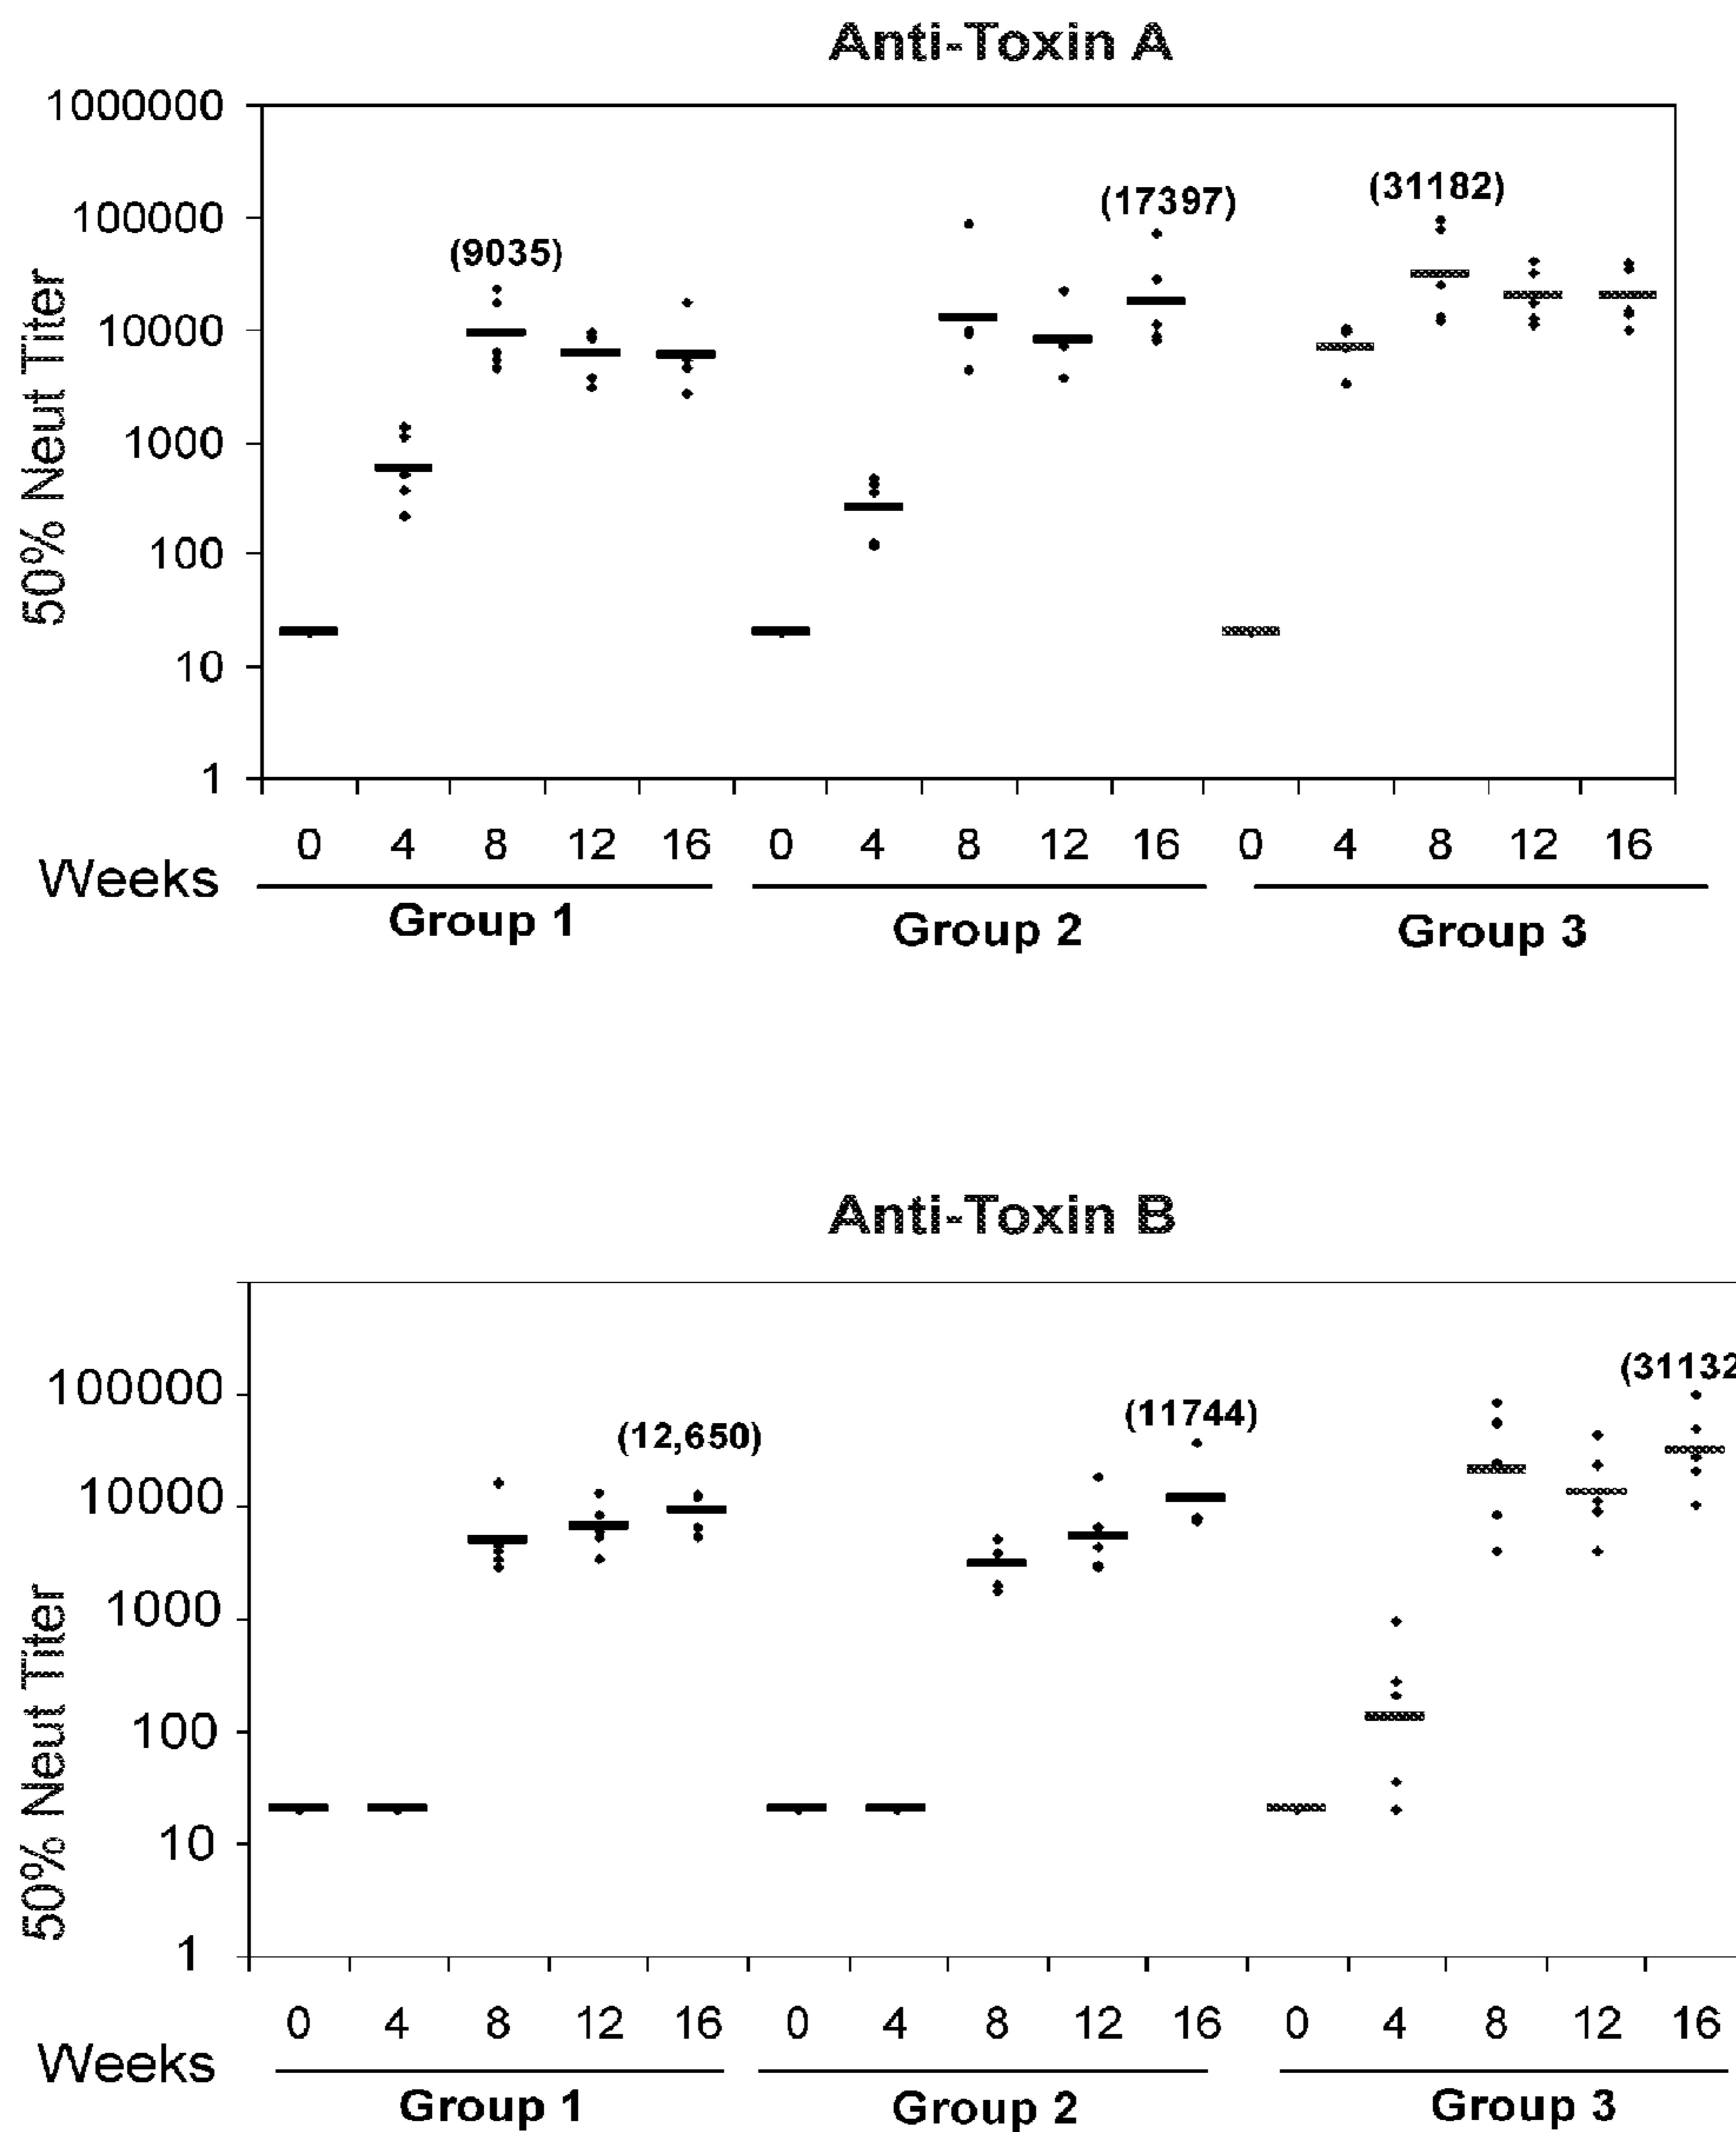 Anti-Toxin A
50% Neut Titer
1000000
100000
10000
1000
100
10
1
(9035)
(17397)
(31182)
Weeks
0 4 8 12 16 0 4 8 12 16 0 4 8 12 16
Group 1 Group 2 Group 3
Anti-Toxin B
50% Neut Titer
100000
10000
1000
100
10
1
(12,650)
(11744)
(31132
Weeks
0 4 8 12 16 0 4 8 12 16 0 4 8 12 16
Group 1 Group 2 Group 3